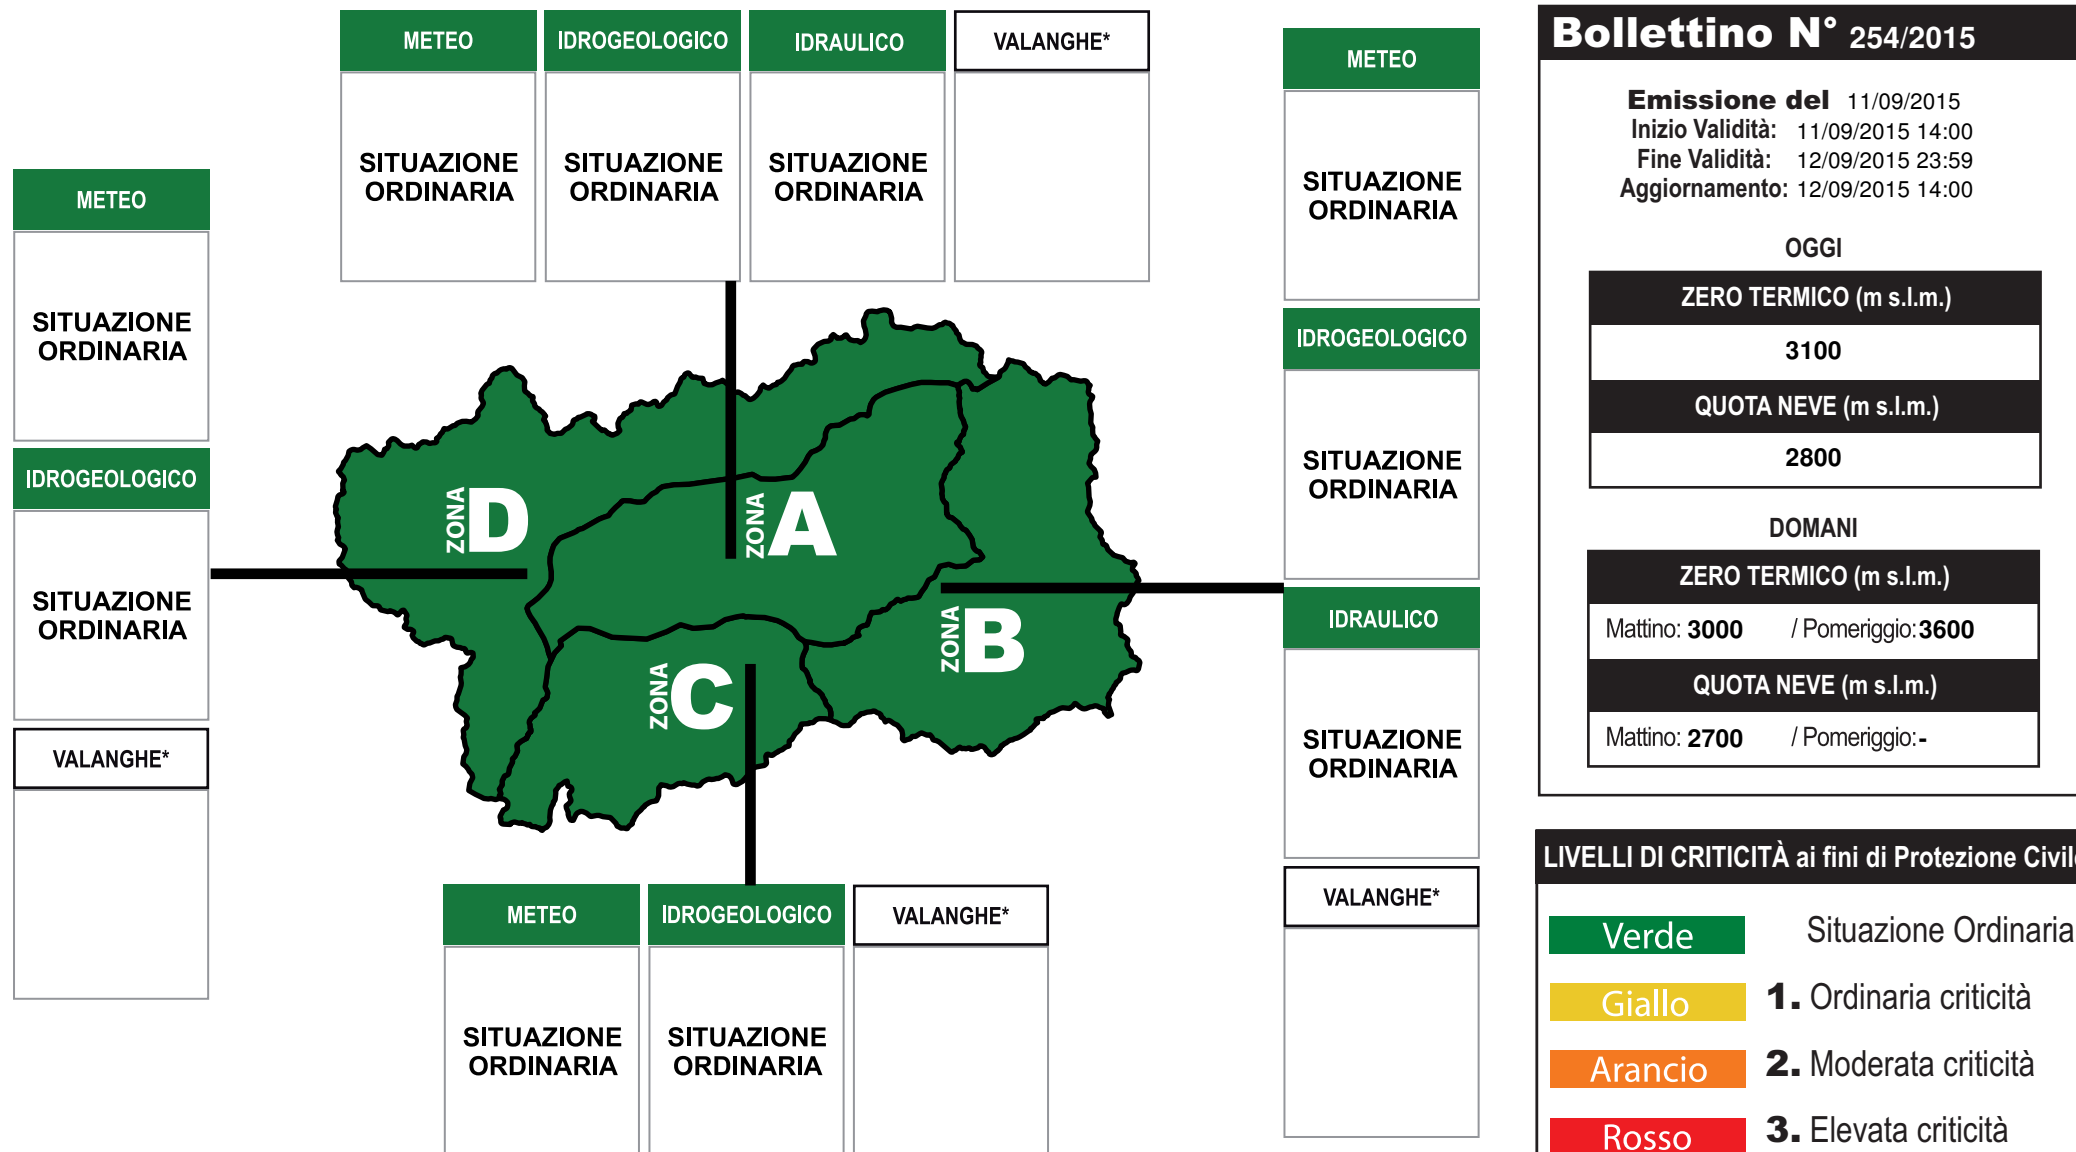 METEO
IDROGEOLOGICO
IDRAULICO
VALANGHE*
SITUAZIONE
ORDINARIA
SITUAZIONE
ORDINARIA
SITUAZIONE
ORDINARIA
METEO
SITUAZIONE
ORDINARIA
IDROGEOLOGICO
SITUAZIONE
ORDINARIA
VALANGHE*
ZONA D
ZONA A
ZONA B
ZONA C
METEO
SITUAZIONE
ORDINARIA
IDROGEOLOGICO
SITUAZIONE
ORDINARIA
IDRAULICO
SITUAZIONE
ORDINARIA
VALANGHE*
METEO
IDROGEOLOGICO
VALANGHE*
SITUAZIONE
ORDINARIA
SITUAZIONE
ORDINARIA
Bollettino N° 254/2015
Emissione del 11/09/2015
Inizio Validità: 11/09/2015 14:00
Fine Validità: 12/09/2015 23:59
Aggiornamento: 12/09/2015 14:00
OGGI
ZERO TERMICO (m s.l.m.)
3100
QUOTA NEVE (m s.l.m.)
2800
DOMANI
ZERO TERMICO (m s.l.m.)
Mattino: 3000 / Pomeriggio: 3600
QUOTA NEVE (m s.l.m.)
Mattino: 2700 / Pomeriggio: -
LIVELLI DI CRITICITÀ ai fini di Protezione Civile
Verde Situazione Ordinaria
Giallo 1. Ordinaria criticità
Arancio 2. Moderata criticità
Rosso 3. Elevata criticità